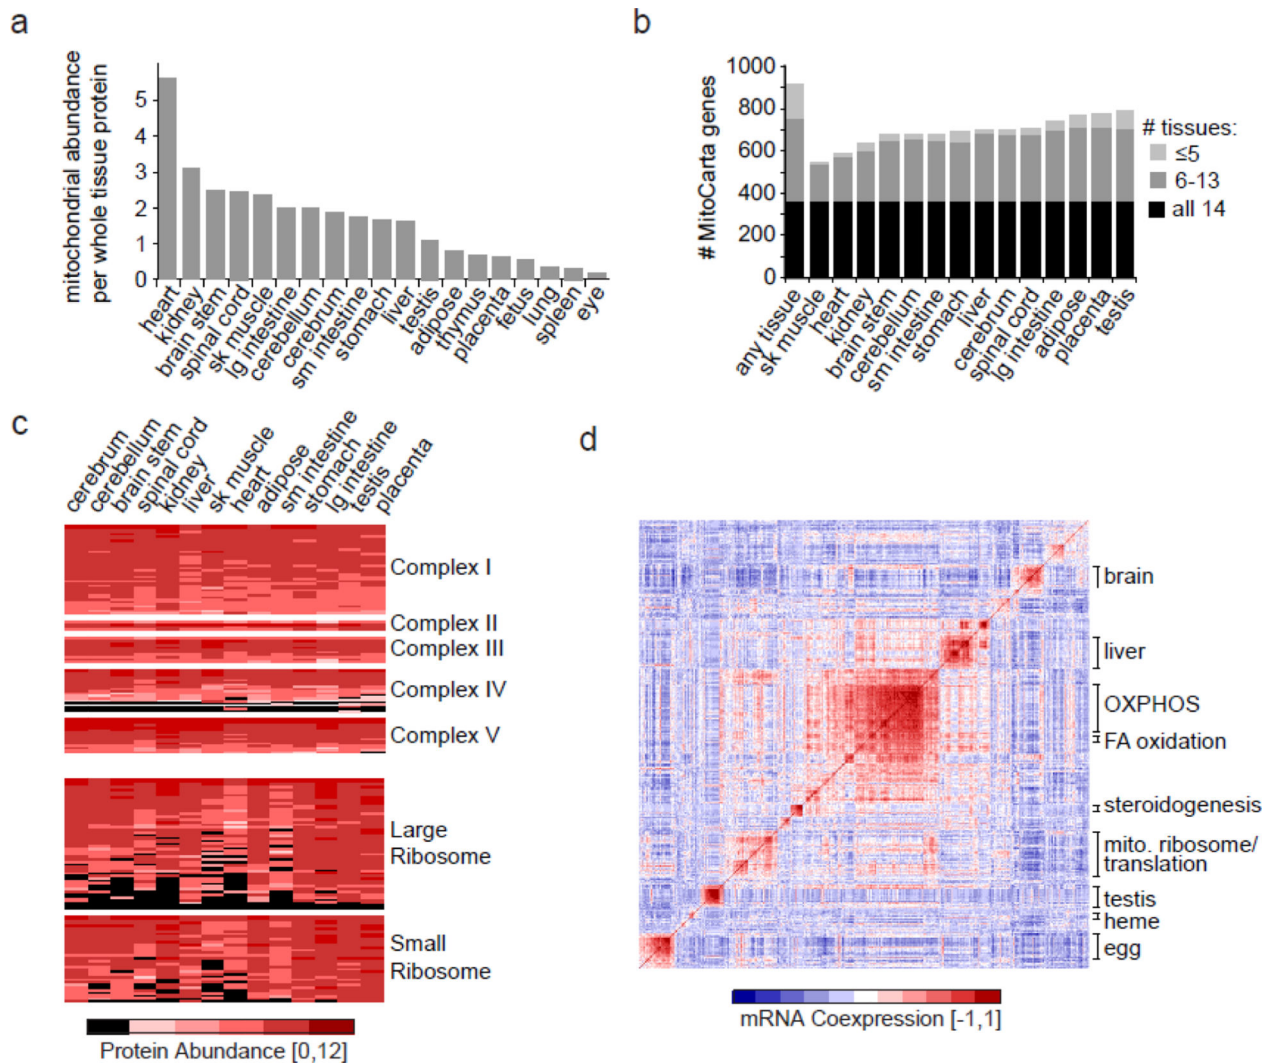 a
mitochondrial abundance
per whole tissue protein
5
4
3
2
1
0
heart
kidney
brain stem
spinal cord
sk muscle
lg intestine
cerebellum
cerebrum
sm intestine
stomach
liver
testis
adipose
thymus
placenta
fetus
lung
spleen
eye
b
# MitoCarta genes
1000
800
600
400
200
0
any tissue
sk muscle
heart
kidney
brain stem
cerebellum
sm intestine
stomach
liver
cerebrum
spinal cord
lg intestine
adipose
placenta
testis
# tissues:
≤5
6-13
all 14
c
cerebrum
cerebellum
brain stem
spinal cord
kidney
liver
sk muscle
heart
adipose
sm intestine
stomach
lg intestine
testis
placenta
Complex I
Complex II
Complex III
Complex IV
Complex V
Large
Ribosome
Small
Ribosome
Protein Abundance [0,12]
d
brain
liver
OXPHOS
FA oxidation
steroidogenesis
mito. ribosome/
translation
testis
heme
egg
mRNA Coexpression [-1,1]